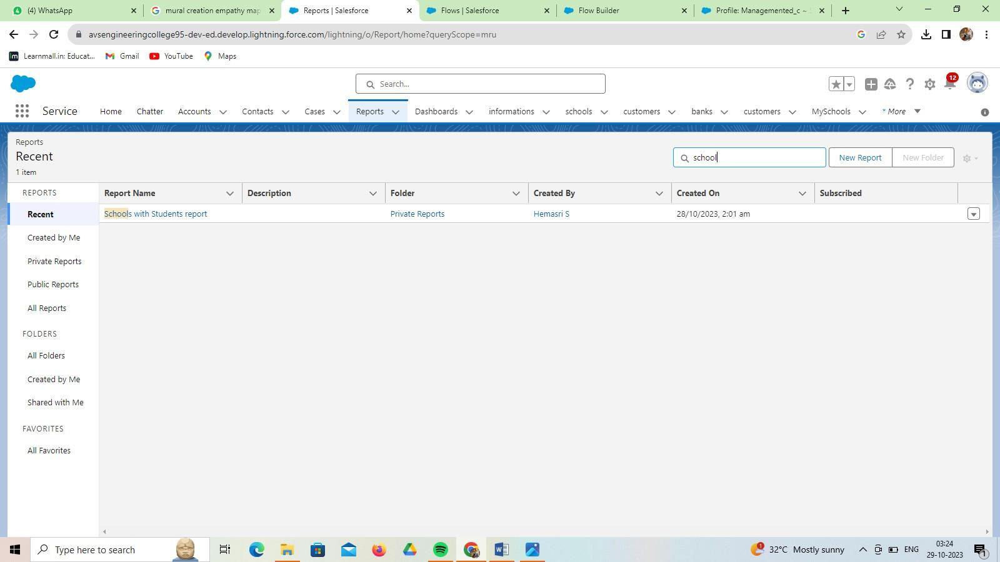 (4) WhatsApp
mural creation empathy map
Reports | Salesforce
Flows | Salesforce
Flow Builder
Profile: Managemented_c ~
avsengineeringcollege95-dev-ed.develop.lightning.force.com/lightning/o/Report/home?queryScope=mru
Learnmall.in: Educat... Gmail YouTube Maps
Search... 12
Service Home Chatter Accounts Contacts Cases Reports Dashboards informations schools customers banks customers MySchools * More
Reports
Recent
1 item
school
New Report New Folder
REPORTS
Recent
Created by Me
Private Reports
Public Reports
All Reports
FOLDERS
All Folders
Created by Me
Shared with Me
FAVORITES
All Favorites
Report Name Description Folder Created By Created On Subscribed
Schools with Students report Private Reports Hemasri S 28/10/2023, 2:01 am
Type here to search
1 32°C Mostly sunny ENG
03:24
29-10-2023
1